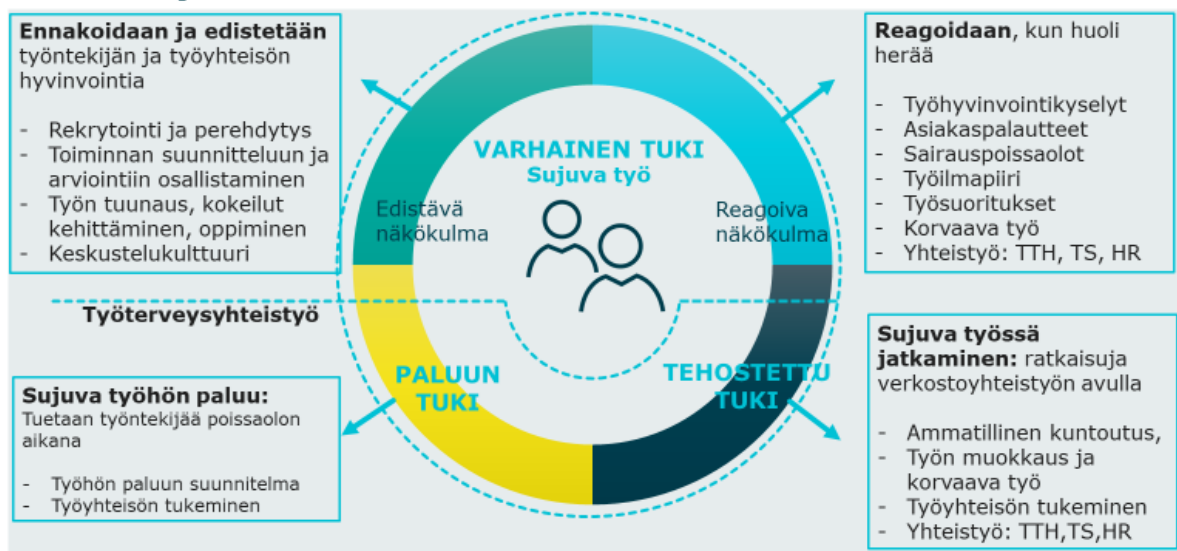 Ennakoidaan ja edistetään
työntekijän ja työyhteisön
hyvinvointia
- Rekrytointi ja perehdytys
- Toiminnan suunnitteluun ja
arviointiin osallistaminen
- Työn tuunaus, kokeilut
kehittäminen, oppiminen
- Keskustelukulttuuri
VARHAINEN TUKI
Sujuva työ
Edistävä
näkökulma
Reagoiva
näkökulma
Reagoidaan, kun huoli
herää
- Työhyvinvointikyselyt
- Asiakaspalautteet
- Sairauspoissaolot
- Työilmapiiri
- Työsuoritukset
- Korvaava työ
- Yhteistyö: TTH, TS, HR
Työterveysyhteistyö
PALUUN
TUKI
TEHOSTETTU
TUKI
Sujuva työhön paluu:
Tuetaan työntekijää poissaolon
aikana
- Työhön paluun suunnitelma
- Työyhteisön tukeminen
Sujuva työssä
jatkaminen: ratkaisuja
verkostoyhteistyön avulla
- Ammatillinen kuntoutus,
- Työn muokkaus ja
korvaava työ
- Työyhteisön tukeminen
- Yhteistyö: TTH,TS,HR